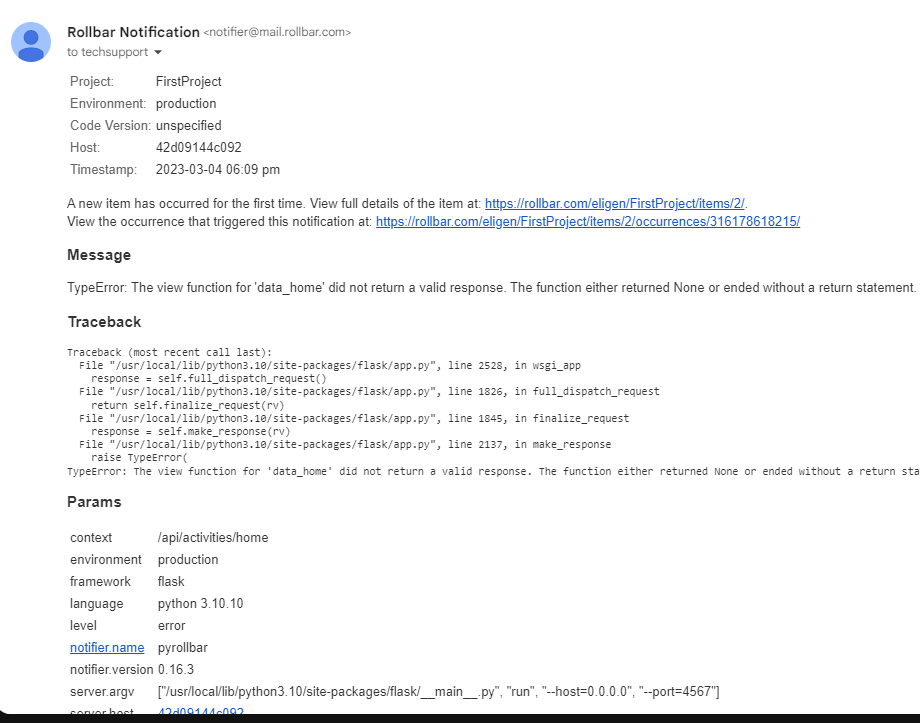 Rollbar Notification <notifier@mail.rollbar.com>
to techsupport
Project: FirstProject
Environment: production
Code Version: unspecified
Host: 42d09144c092
Timestamp: 2023-03-04 06:09 pm
A new item has occurred for the first time. View full details of the item at: https://rollbar.com/eligen/FirstProject/items/2/.
View the occurrence that triggered this notification at: https://rollbar.com/eligen/FirstProject/items/2/occurrences/316178618215/
Message
TypeError: The view function for 'data_home' did not return a valid response. The function either returned None or ended without a return statement.
Traceback
Traceback (most recent call last):
File "/usr/local/lib/python3.10/site-packages/flask/app.py", line 2528, in wsgi_app
response = self.full_dispatch_request()
File "/usr/local/lib/python3.10/site-packages/flask/app.py", line 1826, in full_dispatch_request
return self.finalize_request(rv)
File "/usr/local/lib/python3.10/site-packages/flask/app.py", line 1845, in finalize_request
response = self.make_response(rv)
File "/usr/local/lib/python3.10/site-packages/flask/app.py", line 2137, in make_response
raise TypeError(
TypeError: The view function for 'data_home' did not return a valid response. The function either returned None or ended without a return sta
Params
context /api/activities/home
environment production
framework flask
language python 3.10.10
level error
notifier.name pyrollbar
notifier.version 0.16.3
server.argv ["/usr/local/lib/python3.10/site-packages/flask/__main__.py", "run", "--host=0.0.0.0", "--port=4567"]
server.host 42d09144c092